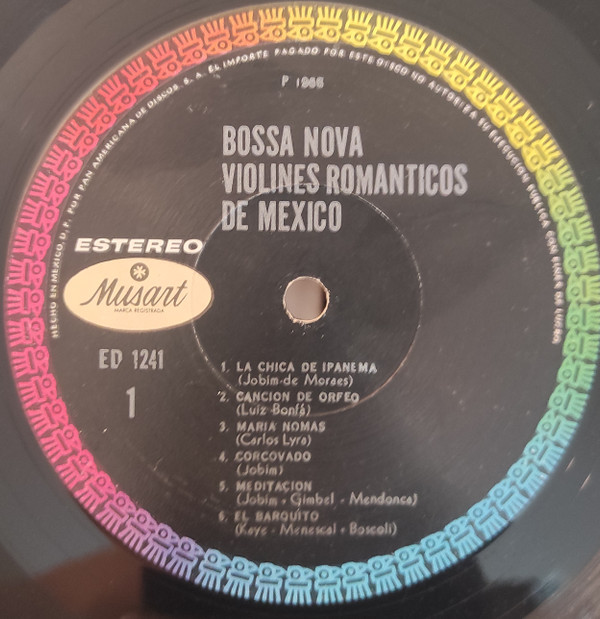 HECHO EN MEXICO, D.F. POR PAN AMERICANA DE DISCOS, S. A. EL IMPORTE PAGADO POR ESTE DISCO NO AUTORIZA SU EJECUCION PUBLICA CON FINES DE LUCRO.
P 1966
BOSSA NOVA
VIOLINES ROMANTICOS
DE MEXICO
ESTEREO
Musart
MARCA REGISTRADA
ED 1241
1
1. LA CHICA DE IPANEMA
(Jobim-de Moraes)
2. CANCION DE ORFEO
(Luiz Bonfá)
3. MARIA NOMAS
(Carlos Lyra)
4. CORCOVADO
(Jobim)
5. MEDITACION
(Jobim - Gimbel - Mendonca)
6. EL BARQUITO
(Kaye - Menescal - Boscoli)